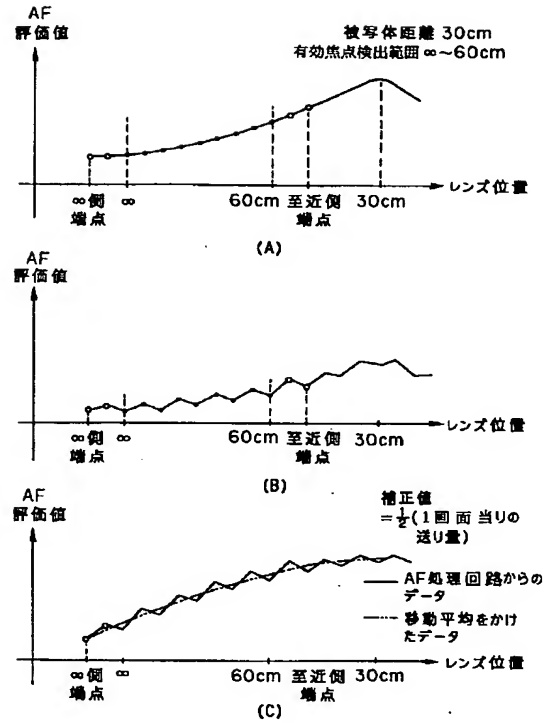 AF
評価値
被写体距離 30cm
有効焦点検出範囲 ∞〜60cm
レンズ位置
∞側
端点
∞
60cm
至近側
端点
30cm
(A)
AF
評価値
レンズ位置
∞側
端点
∞
60cm
至近側
端点
30cm
(B)
AF
評価値
補正値
=1/2(1画面当りの
送り量)
AF処理回路からの
データ
移動平均をかけ
たデータ
レンズ位置
∞側
端点
∞
60cm
至近側
端点
30cm
(C)